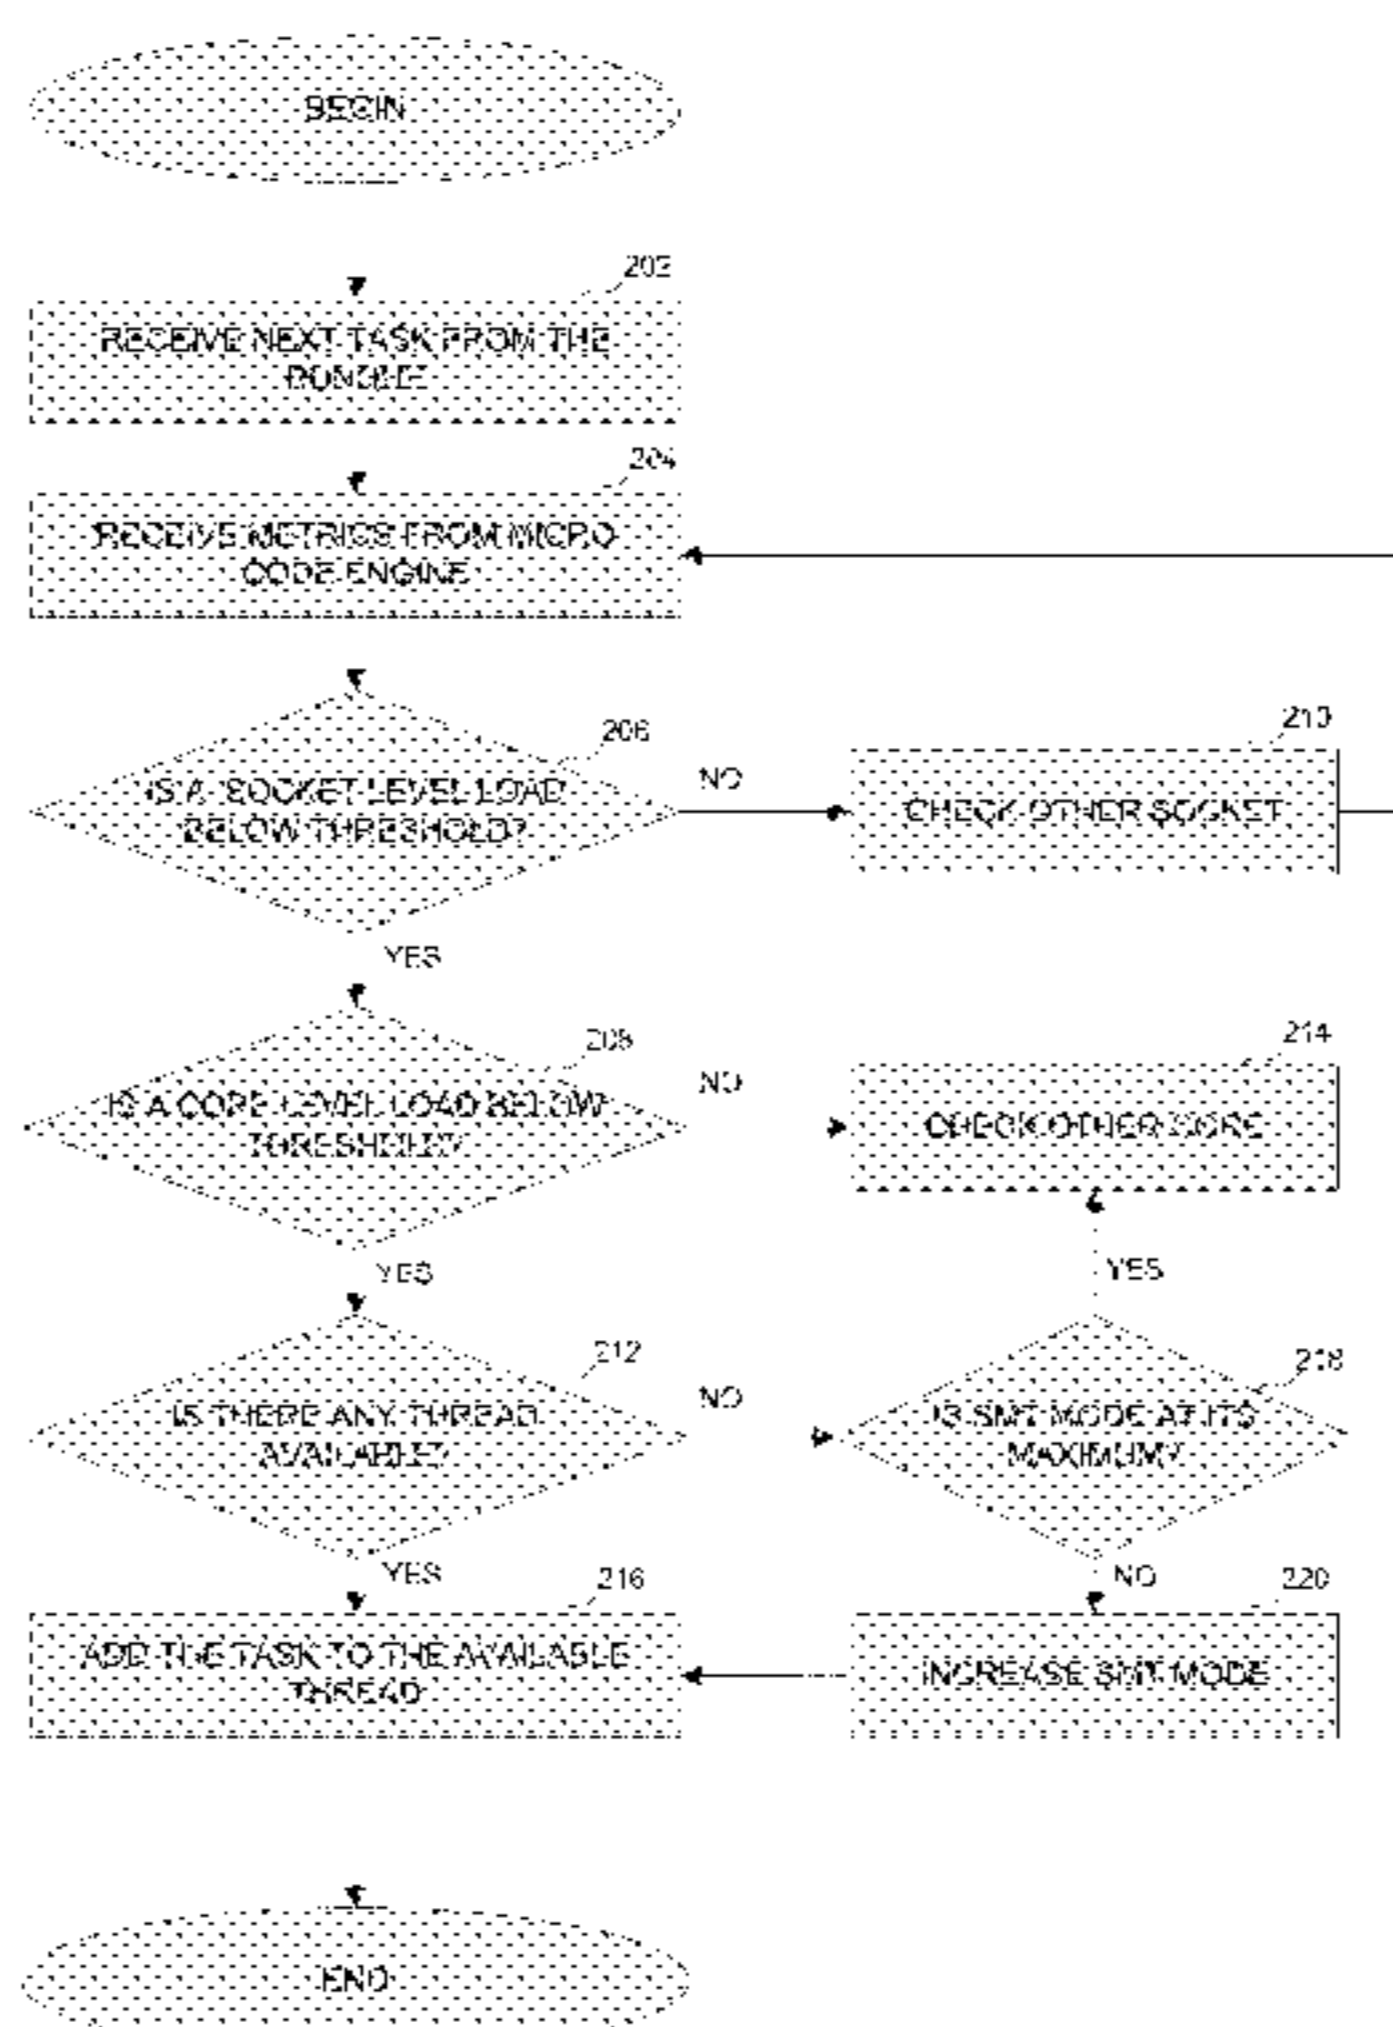 BEGIN
202
RECEIVE NEXT TASK FROM THE
204
RECEIVE METRICS FROM MICRO
CODE ENGINE
206
IS A SOCKET LEVEL LOAD
BELOW THRESHOLD?
NO
210
CHECK OTHER SOCKET
YES
208
IS A CORE LEVEL LOAD BELOW
THRESHOLD?
NO
214
CHECK OTHER CORE
YES
YES
212
IS THERE ANY THREAD
AVAILABLE?
NO
218
IS SMT MODE AT ITS
MAXIMUM?
YES
NO
216
ADD THE TASK TO THE AVAILABLE
THREAD
220
INCREASE SMT MODE
END